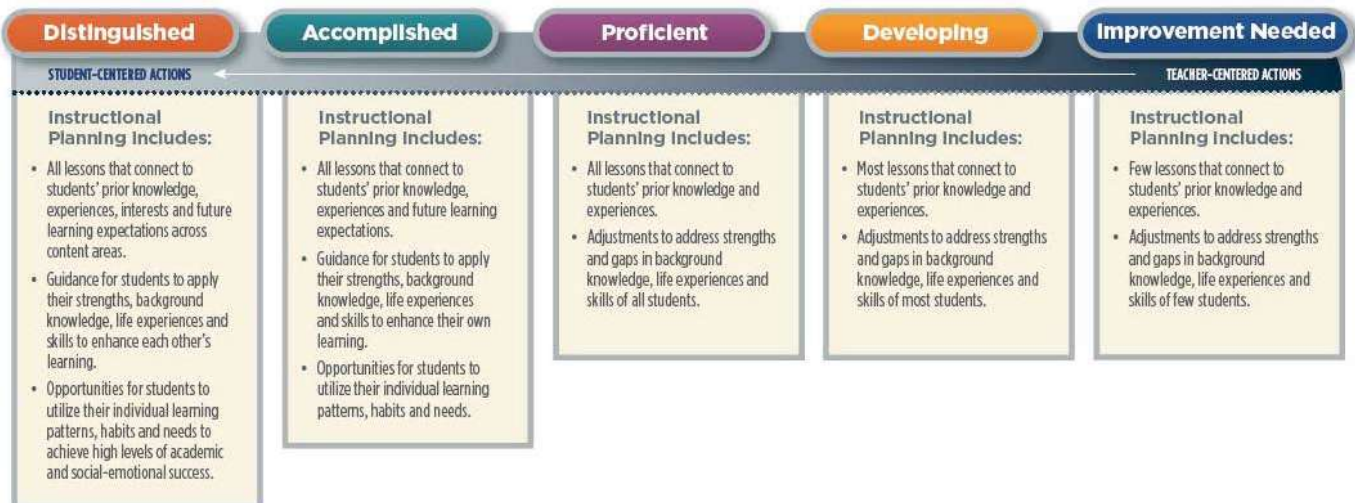 Distinguished
Accomplished
Proficient
Developing
Improvement Needed
STUDENT-CENTERED ACTIONS
TEACHER-CENTERED ACTIONS
Instructional
Planning Includes:
• All lessons that connect to
students' prior knowledge,
experiences, interests and future
learning expectations across
content areas.
• Guidance for students to apply
their strengths, background
knowledge, life experiences and
skills to enhance each other's
learning.
• Opportunities for students to
utilize their individual learning
patterns, habits and needs to
achieve high levels of academic
and social-emotional success.
Instructional
Planning Includes:
• All lessons that connect to
students' prior knowledge,
experiences and future learning
expectations.
• Guidance for students to apply
their strengths, background
knowledge, life experiences
and skills to enhance their own
learning.
• Opportunities for students to
utilize their individual learning
patterns, habits and needs.
Instructional
Planning Includes:
• All lessons that connect to
students' prior knowledge and
experiences.
• Adjustments to address strengths
and gaps in background
knowledge, life experiences and
skills of all students.
Instructional
Planning Includes:
• Most lessons that connect to
students' prior knowledge and
experiences.
• Adjustments to address strengths
and gaps in background
knowledge, life experiences and
skills of most students.
Instructional
Planning Includes:
• Few lessons that connect to
students' prior knowledge and
experiences.
• Adjustments to address strengths
and gaps in background
knowledge, life experiences and
skills of few students.